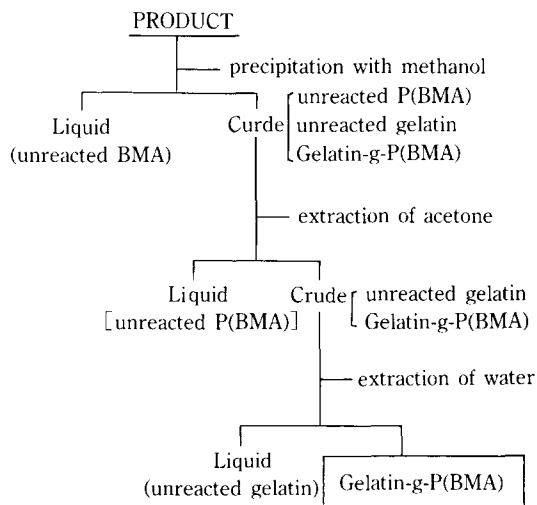 PRODUCT
precipitation with methanol
Liquid
(unreacted BMA)
Curde
unreacted P(BMA)
unreacted gelatin
Gelatin-g-P(BMA)
extraction of acetone
Liquid
[unreacted P(BMA)]
Crude
unreacted gelatin
Gelatin-g-P(BMA)
extraction of water
Liquid
(unreacted gelatin)
Gelatin-g-P(BMA)